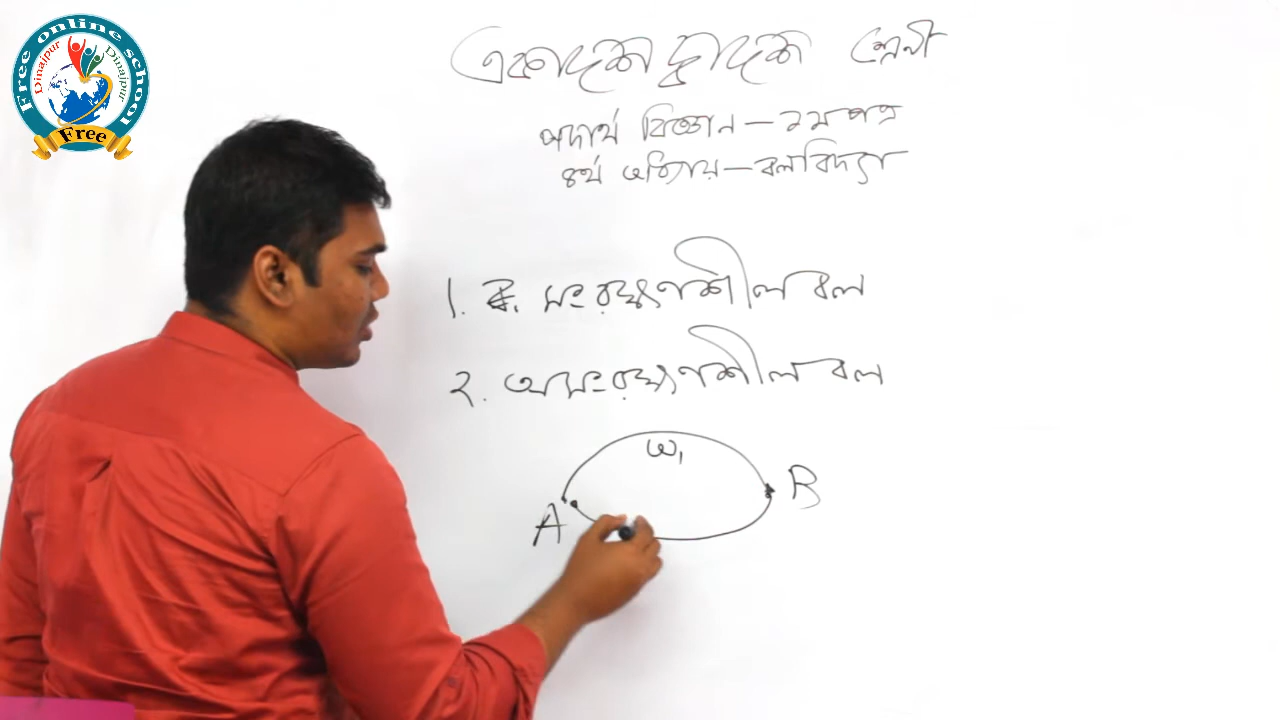 Free online school
Dinajpur Dinajpur
Free
একাদশ দ্বাদশ শ্রেণী
পদার্থ বিজ্ঞান – ১ম পত্র
৪র্থ অধ্যায় – বলবিদ্যা
1. সংরক্ষণশীল বল
২. অসংরক্ষণশীল বল
W₁
A B